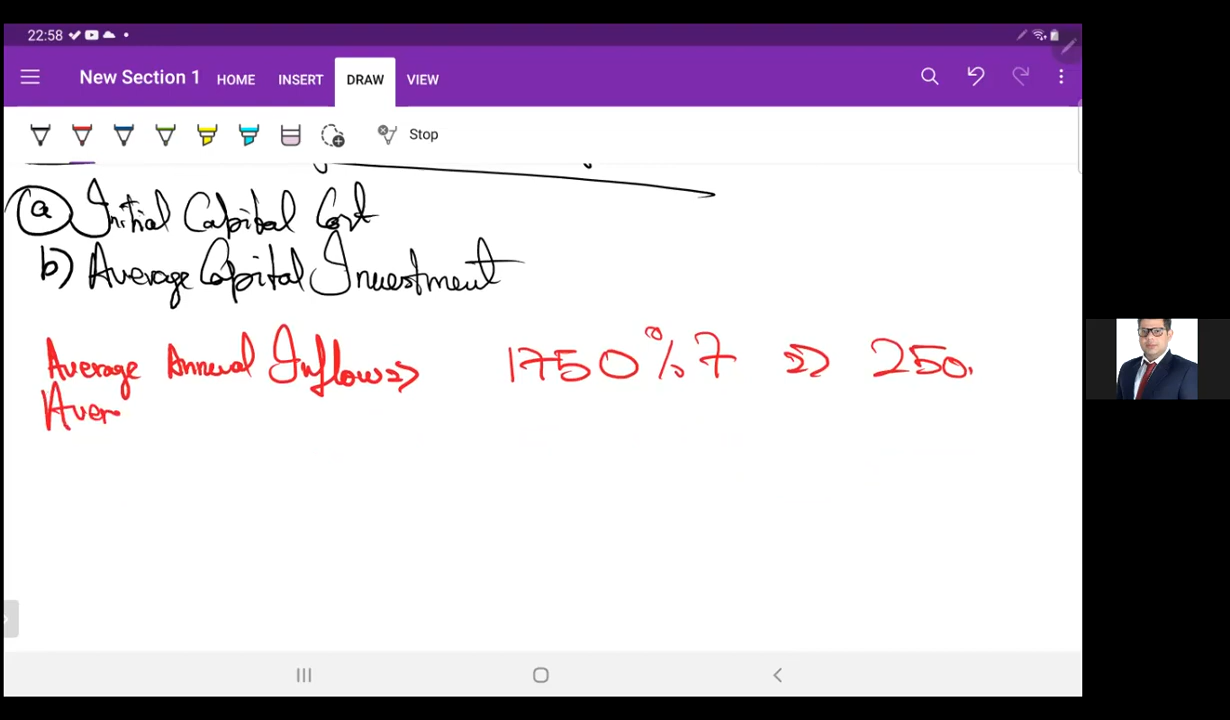 22:58
New Section 1 HOME INSERT DRAW VIEW
Stop
a Initial Capital Cost
b) Average Capital Investment
Average Annual Inflows => 1750 % 7 => 250.
Aver